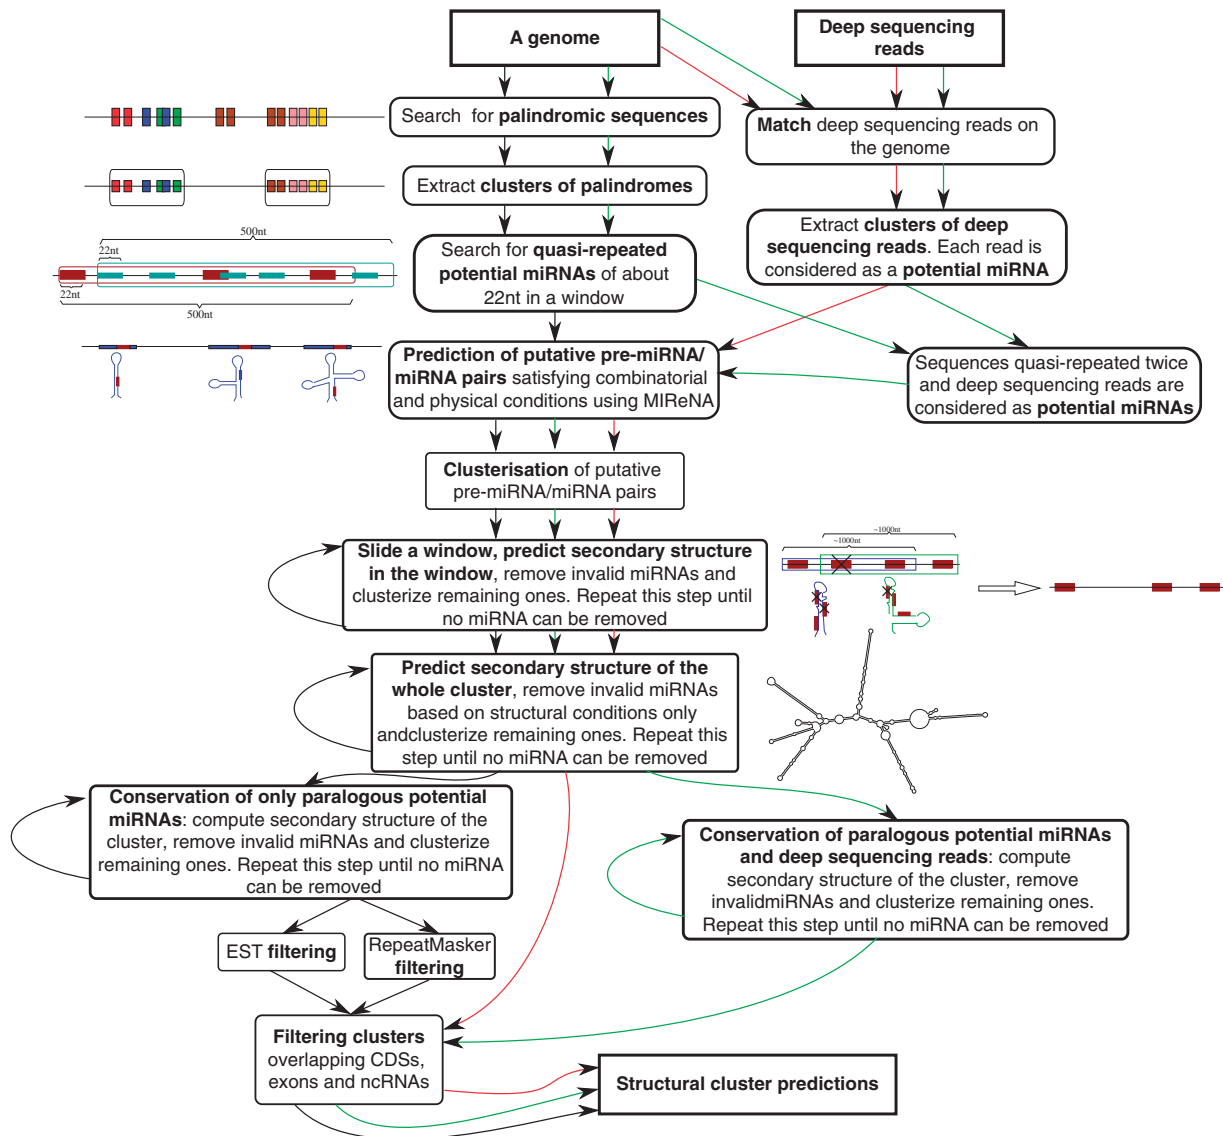 A genome
Deep sequencing
reads
Search for palindromic sequences
Match deep sequencing reads on
the genome
Extract clusters of palindromes
Extract clusters of deep
sequencing reads. Each read is
considered as a potential miRNA
500nt
22nt
22nt
500nt
Search for quasi-repeated
potential miRNAs of about
22nt in a window
Prediction of putative pre-miRNA/
miRNA pairs satisfying combinatorial
and physical conditions using MIReNA
Sequences quasi-repeated twice
and deep sequencing reads are
considered as potential miRNAs
Clusterisation of putative
pre-miRNA/miRNA pairs
Slide a window, predict secondary structure
in the window, remove invalid miRNAs and
clusterize remaining ones. Repeat this step until
no miRNA can be removed
~1000nt
~1000nt
Predict secondary structure of the
whole cluster, remove invalid miRNAs
based on structural conditions only
andclusterize remaining ones. Repeat this
step until no miRNA can be removed
Conservation of only paralogous potential
miRNAs: compute secondary structure of the
cluster, remove invalid miRNAs and clusterize
remaining ones. Repeat this step until no miRNA
can be removed
Conservation of paralogous potential miRNAs
and deep sequencing reads: compute
secondary structure of the cluster, remove
invalidmiRNAs and clusterize remaining ones.
Repeat this step until no miRNA can be removed
EST filtering
RepeatMasker
filtering
Filtering clusters
overlapping CDSs,
exons and ncRNAs
Structural cluster predictions